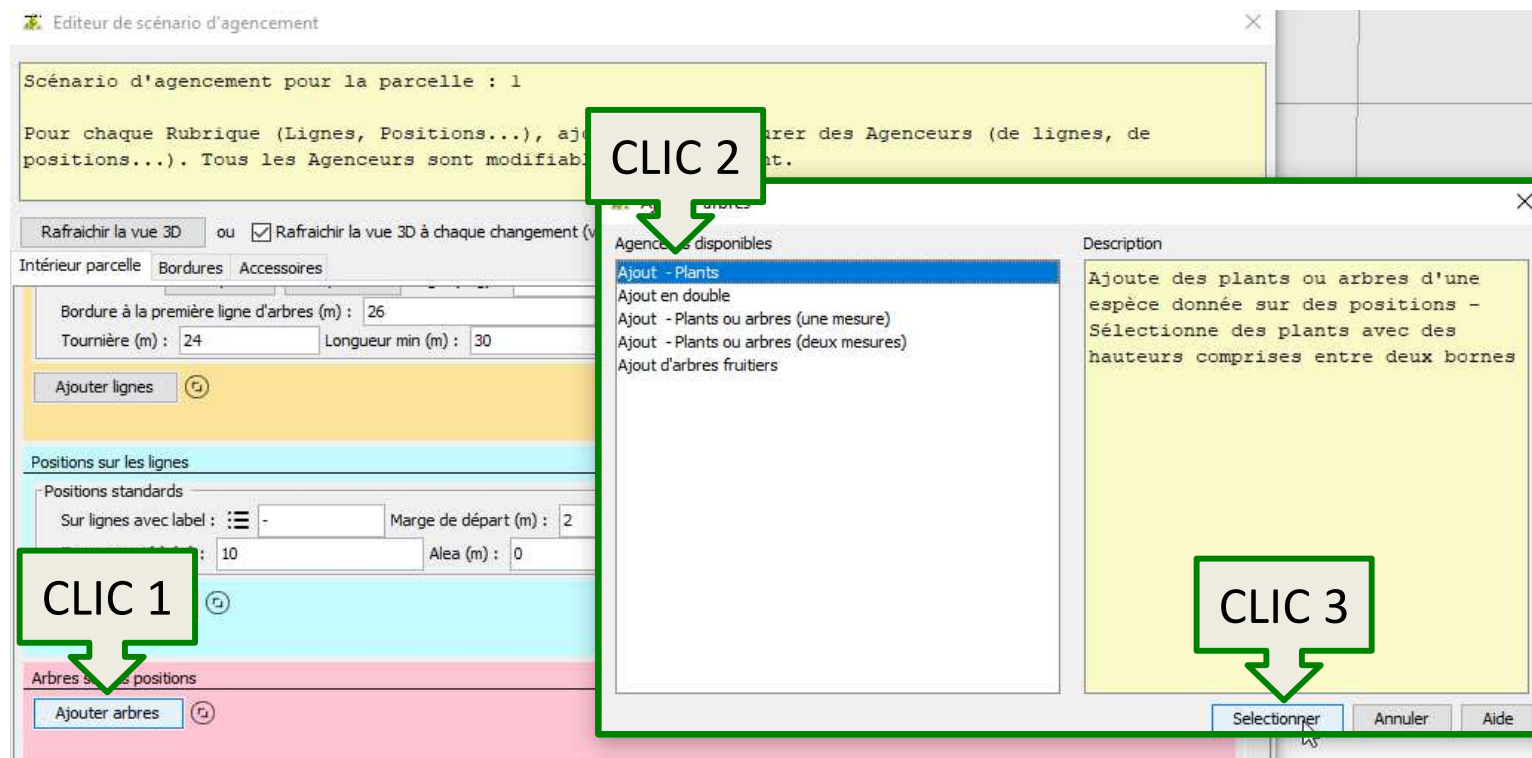 Editeur de scénario d'agencement
Scénario d'agencement pour la parcelle : 1
Pour chaque Rubrique (Lignes, Positions...), urer des Agenceurs (de lignes, de
positions...). Tous les Agenceurs sont
CLIC 2
Rafraichir la vue 3D ou Rafraichir la vue 3D à chaque changement
Intérieur parcelle Bordures Accessoires
Bordure à la première ligne d'arbres (m) : 26
Tournière (m) : 24 Longueur min (m) : 30
Ajouter lignes
Positions sur les lignes
Positions standards
Sur lignes avec label : - Marge de départ (m) : 2
: 10 Alea (m) : 0
CLIC 1
Arbres positions
Ajouter arbres
arbres
disponibles
Ajout - Plants
Ajout en double
Ajout - Plants ou arbres (une mesure)
Ajout - Plants ou arbres (deux mesures)
Ajout d'arbres fruitiers
Description
Ajoute des plants ou arbres d'une
espèce donnée sur des positions -
Sélectionne des plants avec des
hauteurs comprises entre deux bornes
CLIC 3
Selectionner Annuler Aide